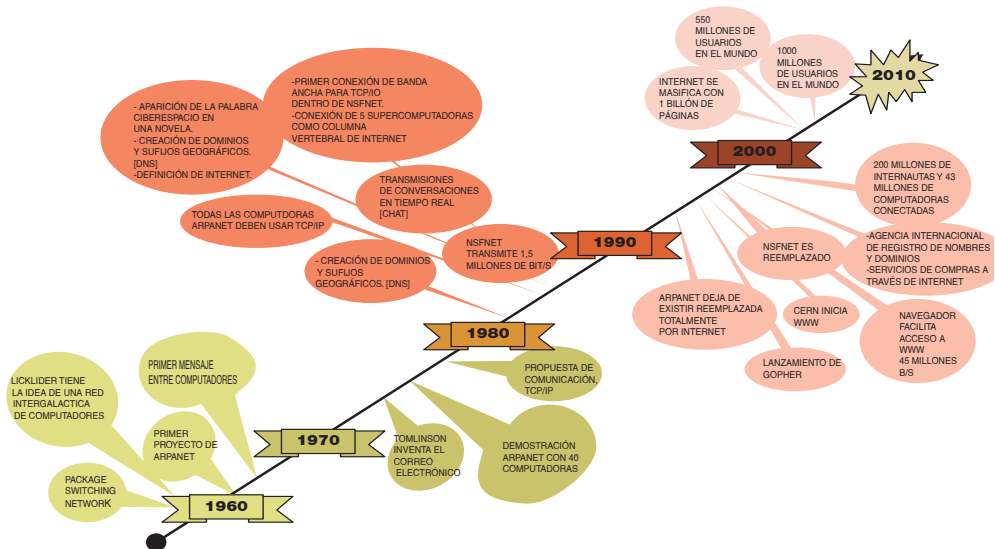 PACKAGE
SWITCHING
NETWORK
LICKLIDER TIENE
LA IDEA DE UNA RED
INTERGALACTICA
DE COMPUTADORES
PRIMER
PROYECTO DE
ARPANET
PRIMER MENSAJE
ENTRE COMPUTADORES
1960
1970
TOMLINSON
INVENTA EL
CORREO
ELECTRÓNICO
DEMOSTRACIÓN
ARPANET CON 40
COMPUTADORAS
PROPUESTA DE
COMUNICACIÓN,
TCP/IP
1980
- CREACIÓN DE DOMINIOS
Y SUFIJOS
GEOGRÁFICOS. [DNS]
TODAS LAS COMPUTDORAS
ARPANET DEBEN USAR TCP/IP
- APARICIÓN DE LA PALABRA
CIBERESPACIO EN
UNA NOVELA.
- CREACIÓN DE DOMINIOS
Y SUFIJOS GEOGRÁFICOS.
[DNS]
-DEFINICIÓN DE INTERNET.
-PRIMER CONEXIÓN DE BANDA
ANCHA PARA TCP/IO
DENTRO DE NSFNET.
-CONEXIÓN DE 5 SUPERCOMPUTADORAS
COMO COLUMNA
VERTEBRAL DE INTERNET
TRANSMISIONES
DE CONVERSACIONES
EN TIEMPO REAL
[CHAT]
NSFNET
TRANSMITE 1,5
MILLONES DE BIT/S
1990
ARPANET DEJA DE
EXISTIR REEMPLAZADA
TOTALMENTE
POR INTERNET
LANZAMIENTO DE
GOPHER
CERN INICIA
WWW
NAVEGADOR
FACILITA
ACCESO A
WWW
45 MILLONES
B/S
NSFNET ES
REEMPLAZADO
-AGENCIA INTERNACIONAL
DE REGISTRO DE NOMBRES
Y DOMINIOS
-SERVICIOS DE COMPRAS A
TRAVÉS DE INTERNET
200 MILLONES DE
INTERNAUTAS Y 43
MILLONES DE
COMPUTADORAS
CONECTADAS
2000
INTERNET SE
MASIFICA CON
1 BILLÓN DE
PÁGINAS
550
MILLONES DE
USUARIOS
EN EL MUNDO
1000
MILLONES
DE USUARIOS
EN EL MUNDO
2010